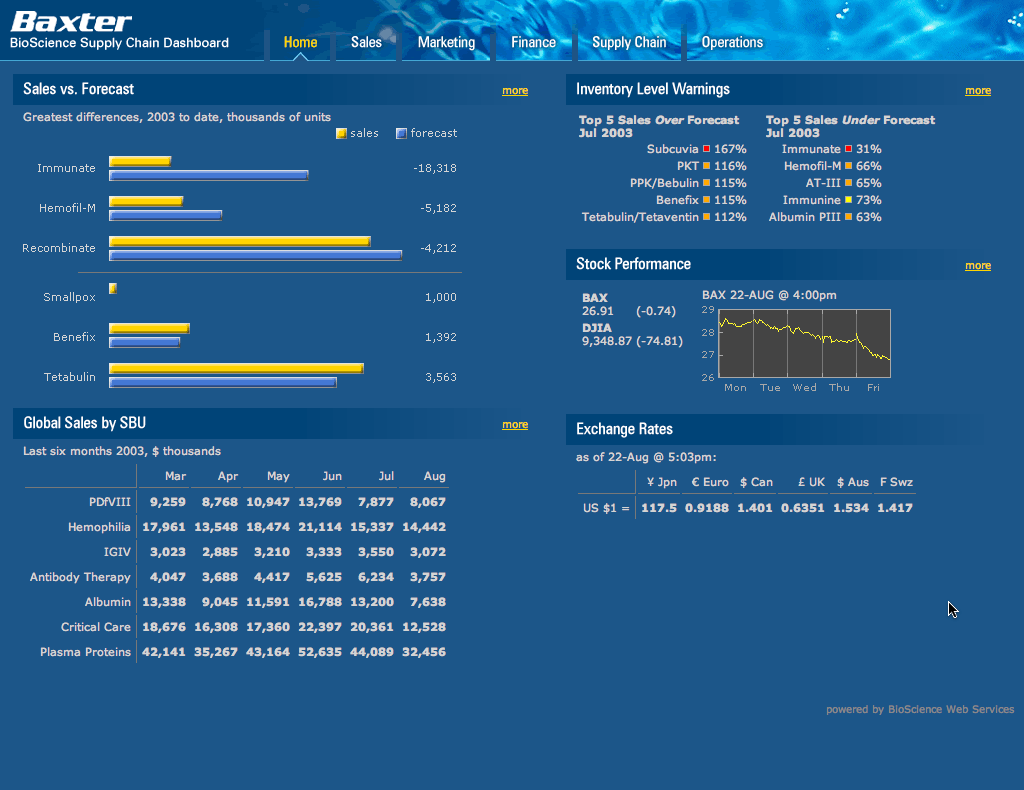 Baxter
BioScience Supply Chain Dashboard
Home Sales Marketing Finance Supply Chain Operations
Sales vs. Forecast more
Greatest differences, 2003 to date, thousands of units
sales forecast
Immunate -18,318
Hemofil-M -5,182
Recombinate -4,212
Smallpox 1,000
Benefix 1,392
Tetabulin 3,563
Global Sales by SBU more
Last six months 2003, $ thousands
Mar Apr May Jun Jul Aug
PDfVIII 9,259 8,768 10,947 13,769 7,877 8,067
Hemophilia 17,961 13,548 18,474 21,114 15,337 14,442
IGIV 3,023 2,885 3,210 3,333 3,550 3,072
Antibody Therapy 4,047 3,688 4,417 5,625 6,234 3,757
Albumin 13,338 9,045 11,591 16,788 13,200 7,638
Critical Care 18,676 16,308 17,360 22,397 20,361 12,528
Plasma Proteins 42,141 35,267 43,164 52,635 44,089 32,456
Inventory Level Warnings more
Top 5 Sales Over Forecast
Jul 2003
Subcuvia 167%
PKT 116%
PPK/Bebulin 115%
Benefix 115%
Tetabulin/Tetaventin 112%
Top 5 Sales Under Forecast
Jul 2003
Immunate 31%
Hemofil-M 66%
AT-III 65%
Immunine 73%
Albumin PIII 63%
Stock Performance more
BAX
26.91 (-0.74)
DJIA
9,348.87 (-74.81)
BAX 22-AUG @ 4:00pm
29
28
27
26
Mon Tue Wed Thu Fri
Exchange Rates
as of 22-Aug @ 5:03pm:
¥ Jpn € Euro $ Can £ UK $ Aus F Swz
US $1 = 117.5 0.9188 1.401 0.6351 1.534 1.417
powered by BioScience Web Services